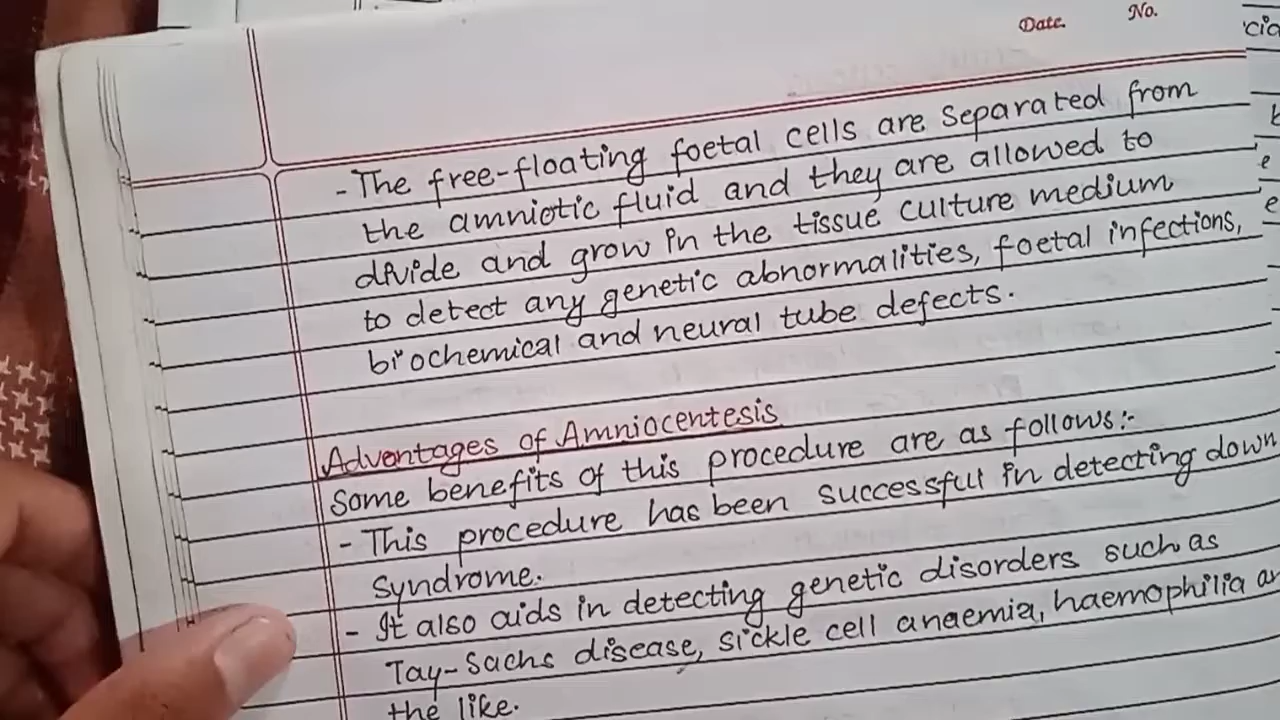 Date. No.
cia
- The free-floating foetal cells are separated from
the amniotic fluid and they are allowed to
divide and grow in the tissue culture medium
to detect any genetic abnormalities, foetal infections,
biochemical and neural tube defects.
Advantages of Amniocentesis
Some benefits of this procedure are as follows:-
- This procedure has been successful in detecting down
syndrome.
- It also aids in detecting genetic disorders such as
Tay-Sachs disease, sickle cell anaemia, haemophilia an
the like.